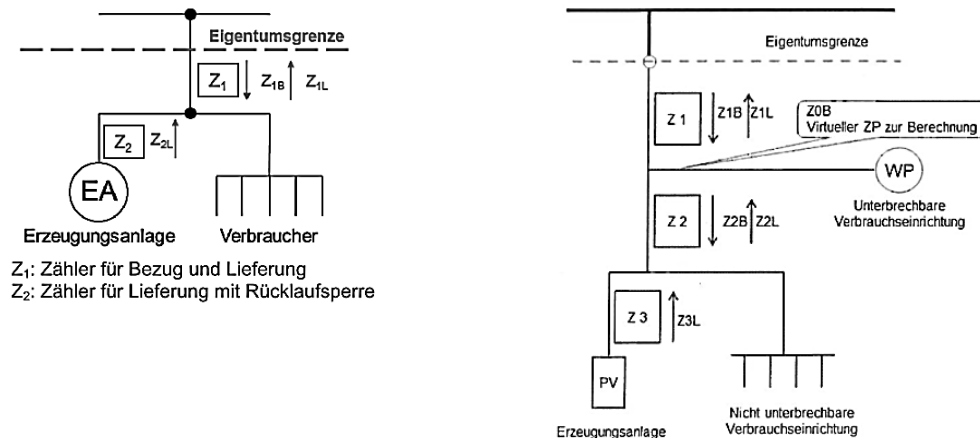 Eigentumsgrenze
Z₁ Z₁B Z₁L
Z₂ Z₂L
EA
Erzeugungsanlage Verbraucher
Z₁: Zähler für Bezug und Lieferung
Z₂: Zähler für Lieferung mit Rücklaufsperre
Eigentumsgrenze
Z 1 Z1B Z1L
Z0B
Virtueller ZP zur Berechnung
WP
Unterbrechbare
Verbrauchseinrichtung
Z 2 Z2B Z2L
Z 3 Z3L
PV
Erzeugungsanlage
Nicht unterbrechbare
Verbrauchseinrichtung